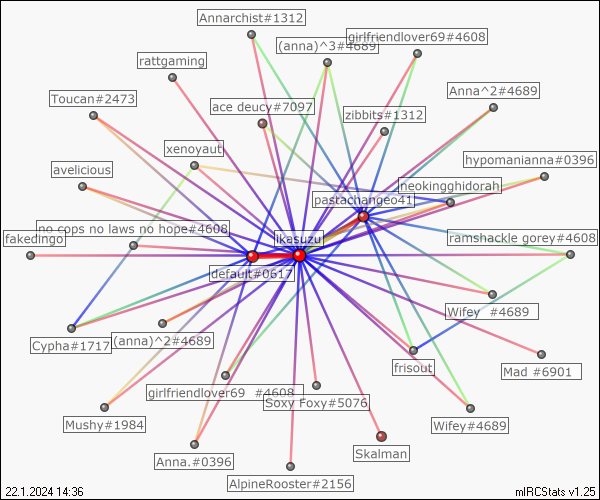 Annarchist#1312
girlfriendlover69#4608
(anna)^3#4689
rattgaming
Anna^2#4689
Toucan#2473
ace deucy#7097
zibbits#1312
xenoyaut
hypomanianna#0396
avelicious
neokingghidorah
pastachangeo41
no cops no laws no hope#4608
fakedingo
likasuzu
ramshackle grrey#4608
default#0617
Wifey #4689
Cypha#1717
(anna)^2#4689
frisout
Mad #6901
girlfriendlover69 #4608
Soxy Foxy#5076
Mushy#1984
Wifey#4689
Anna.#0396
Skalman
AlpineRooster#2156
22.1.2024 14:36
mIRCStats v1.25